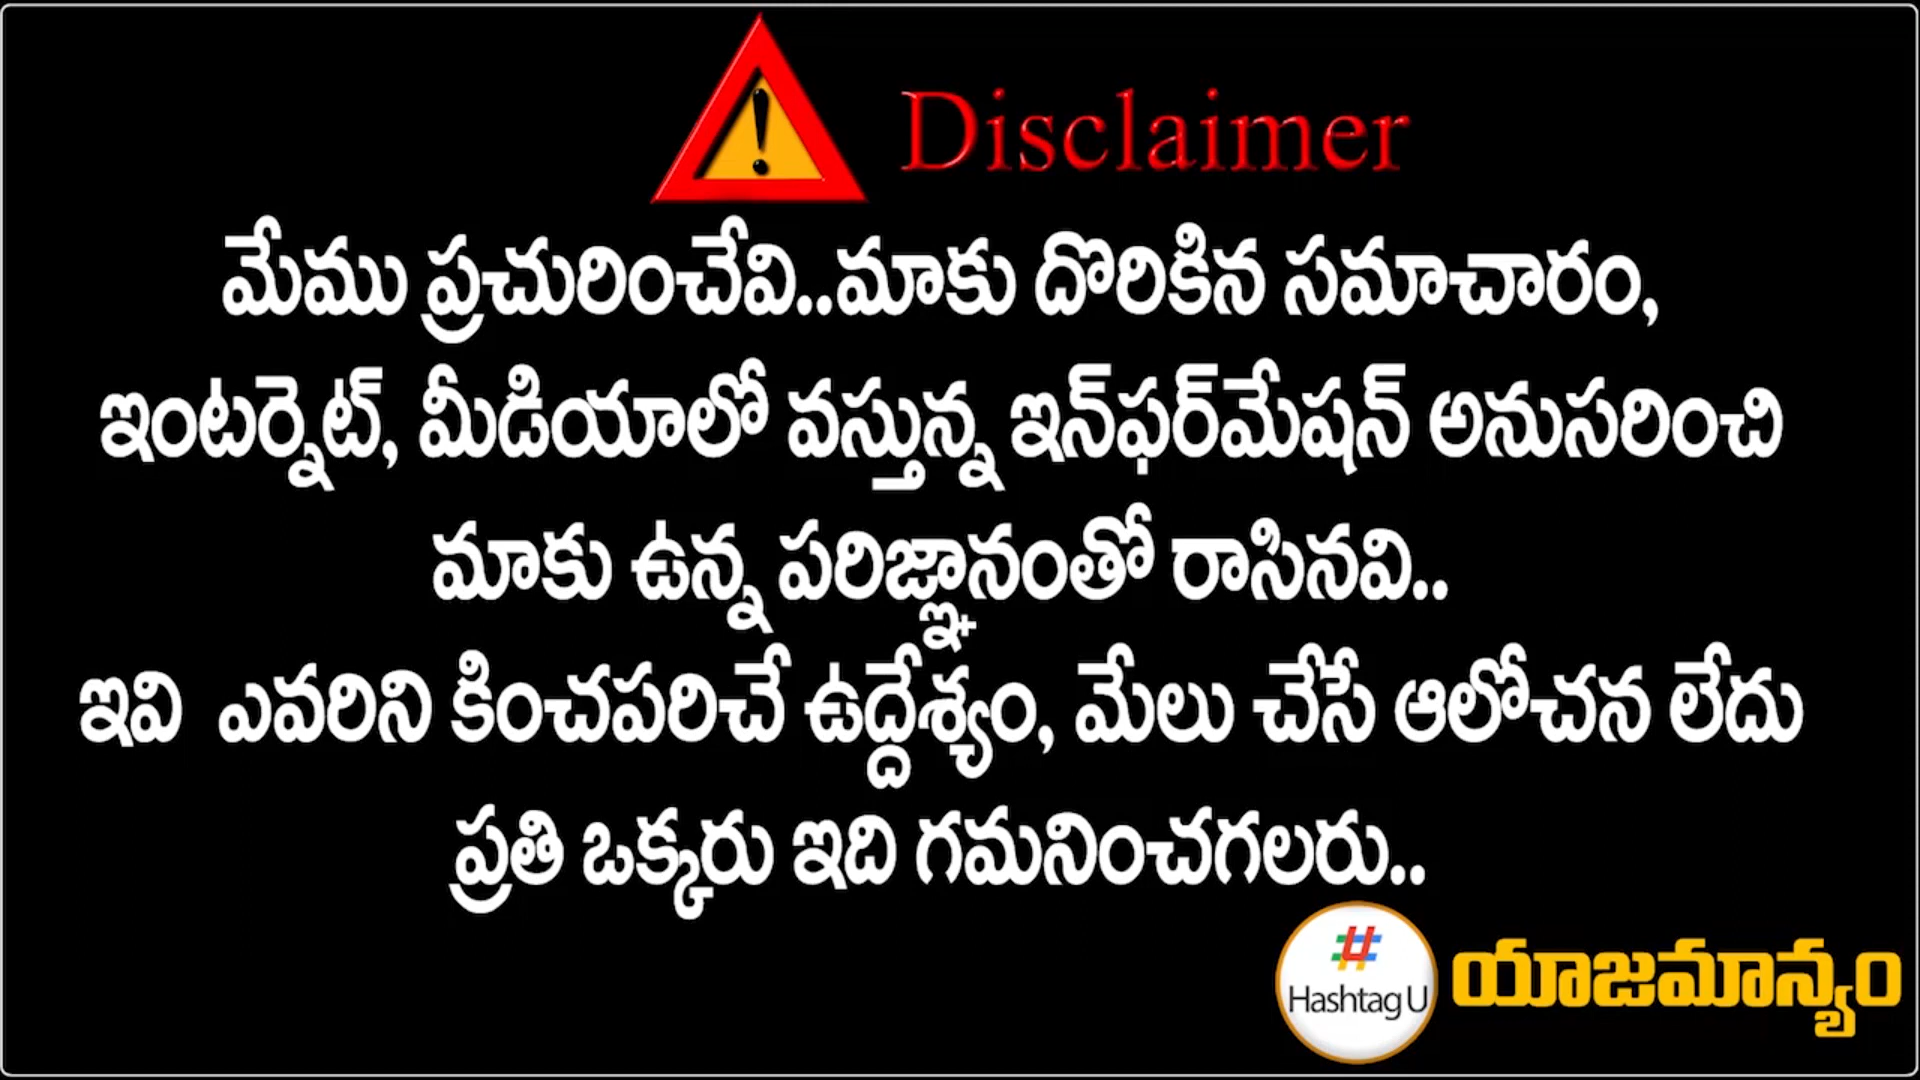 Disclaimer
మేము ప్రచురించేవి..మాకు దొరికిన సమాచారం,
ఇంటర్నెట్, మీడియాలో వస్తున్న ఇన్‌ఫర్‌మేషన్ అనుసరించి
మాకు ఉన్న పరిజ్ఞానంతో రాసినవి..
ఇవి ఎవరిని కించపరిచే ఉద్దేశ్యం, మేలు చేసే ఆలోచన లేదు
ప్రతి ఒక్కరు ఇది గమనించగలరు..
Hashtag U
యాజమాన్యం